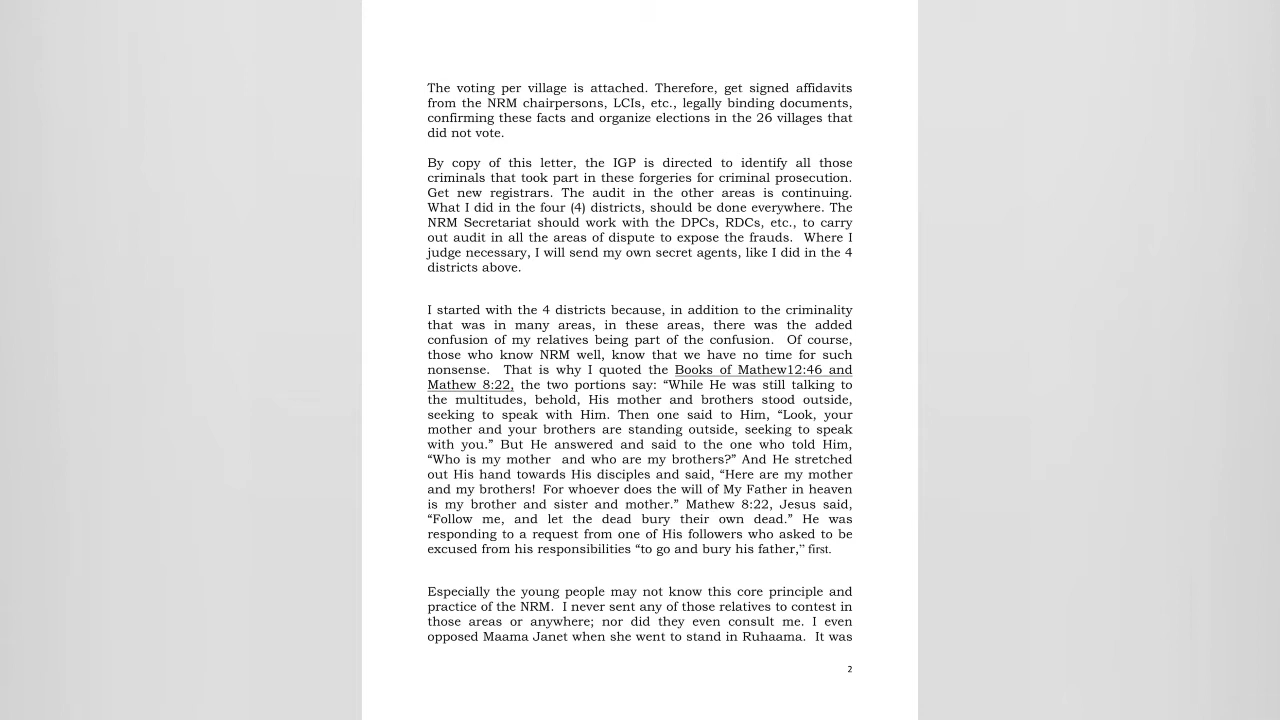 The voting per village is attached. Therefore, get signed affidavits
from the NRM chairpersons, LCIs, etc., legally binding documents,
confirming these facts and organize elections in the 26 villages that
did not vote.
By copy of this letter, the IGP is directed to identify all those
criminals that took part in these forgeries for criminal prosecution.
Get new registrars. The audit in the other areas is continuing.
What I did in the four (4) districts, should be done everywhere. The
NRM Secretariat should work with the DPCs, RDCs, etc., to carry
out audit in all the areas of dispute to expose the frauds.  Where I
judge necessary, I will send my own secret agents, like I did in the 4
districts above.
I started with the 4 districts because, in addition to the criminality
that was in many areas, in these areas, there was the added
confusion of my relatives being part of the confusion.  Of course,
those who know NRM well, know that we have no time for such
nonsense.  That is why I quoted the Books of Mathew12:46 and
Mathew 8:22, the two portions say: “While He was still talking to
the multitudes, behold, His mother and brothers stood outside,
seeking to speak with Him. Then one said to Him, “Look, your
mother and your brothers are standing outside, seeking to speak
with you.” But He answered and said to the one who told Him,
“Who is my mother  and who are my brothers?” And He stretched
out His hand towards His disciples and said, “Here are my mother
and my brothers!  For whoever does the will of My Father in heaven
is my brother and sister and mother.” Mathew 8:22, Jesus said,
“Follow me, and let the dead bury their own dead.” He was
responding to a request from one of His followers who asked to be
excused from his responsibilities “to go and bury his father,” first.
Especially the young people may not know this core principle and
practice of the NRM.  I never sent any of those relatives to contest in
those areas or anywhere; nor did they even consult me. I even
opposed Maama Janet when she went to stand in Ruhaama.  It was
2